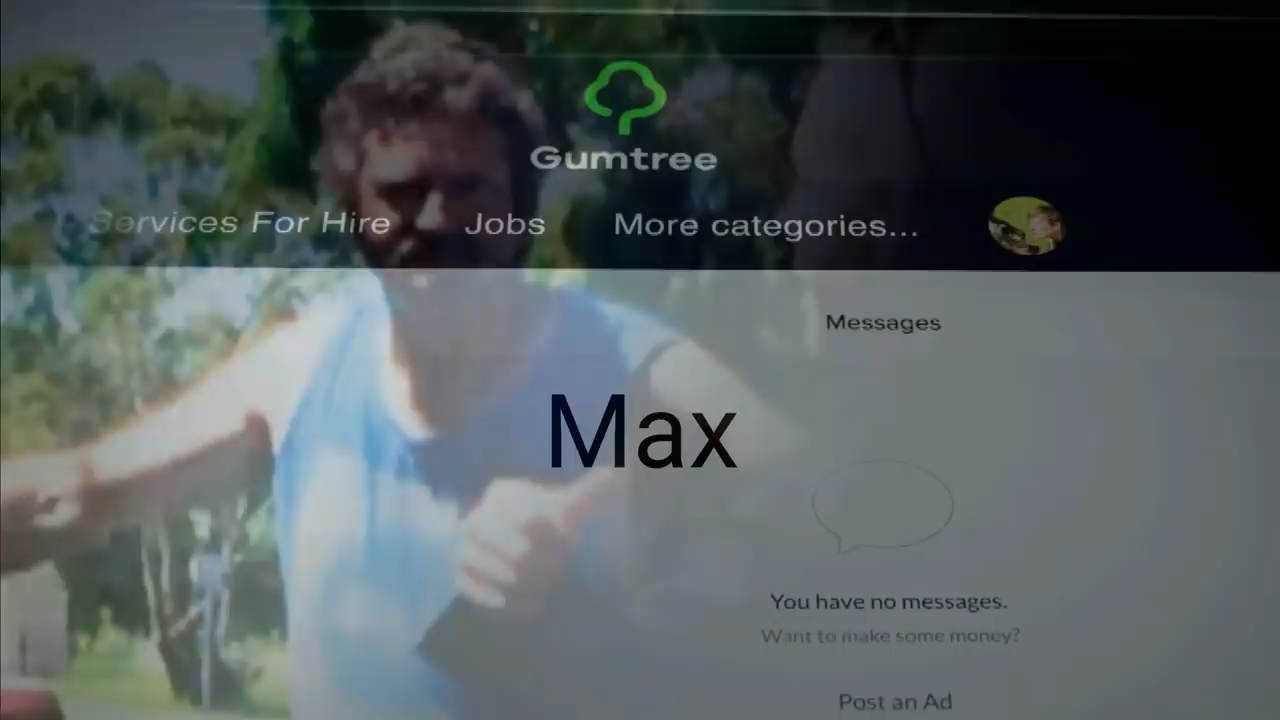 Gumtree
Services For Hire Jobs More categories...
Messages
Max
You have no messages.
Want to make some money?
Post an Ad